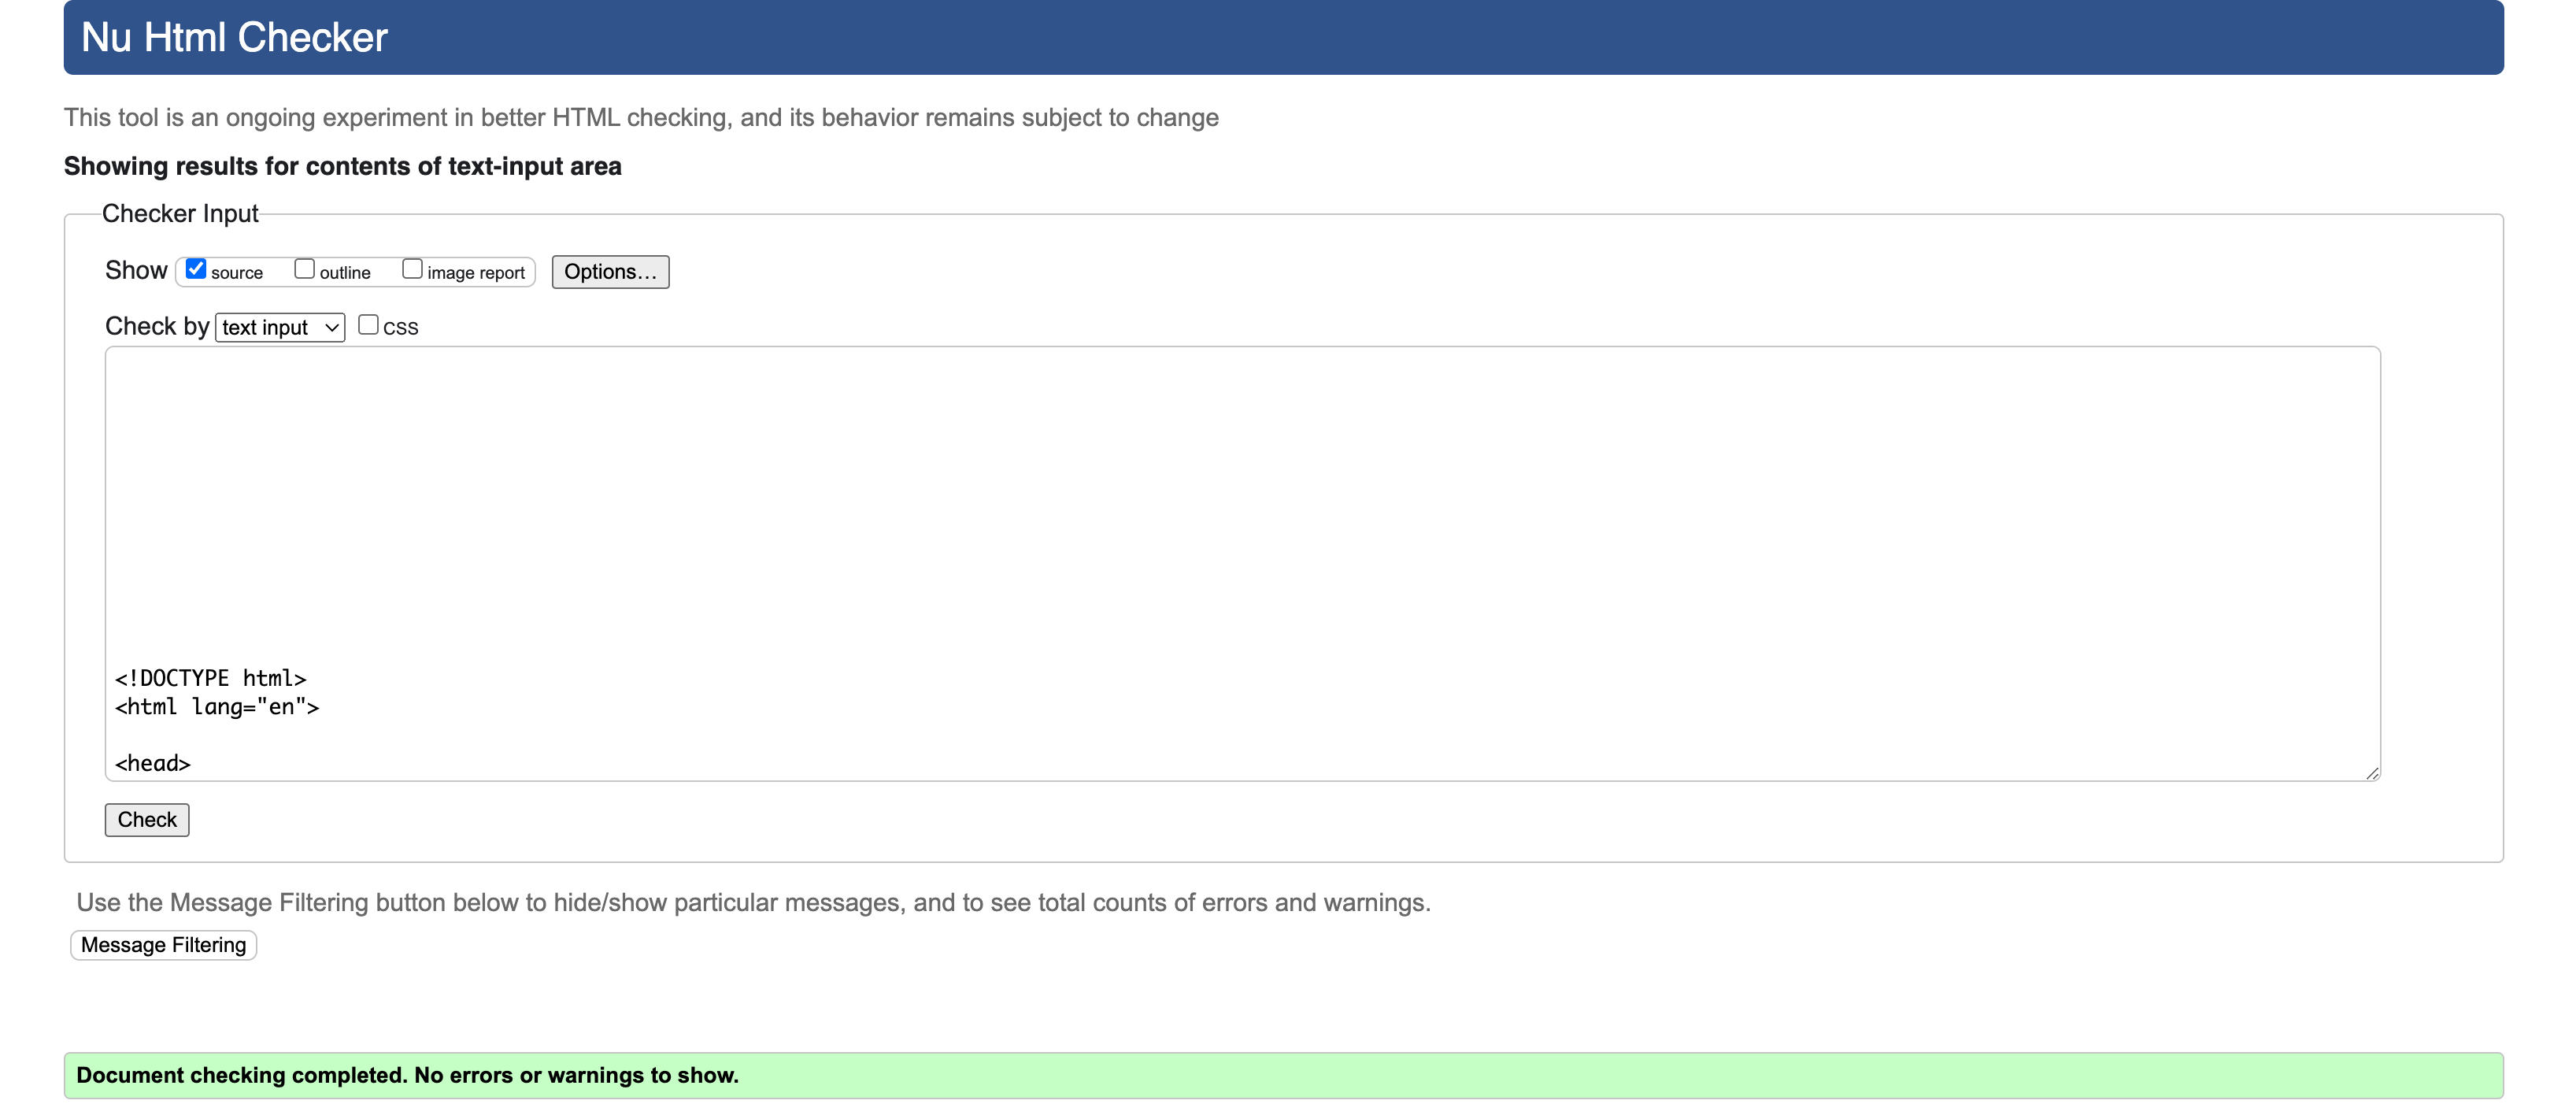 Nu Html Checker
This tool is an ongoing experiment in better HTML checking, and its behavior remains subject to change
Showing results for contents of text-input area
Checker Input
Show source outline image report Options...
Check by text input CSS
<!DOCTYPE html>
<html lang="en">
<head>
Check
Use the Message Filtering button below to hide/show particular messages, and to see total counts of errors and warnings.
Message Filtering
Document checking completed. No errors or warnings to show.